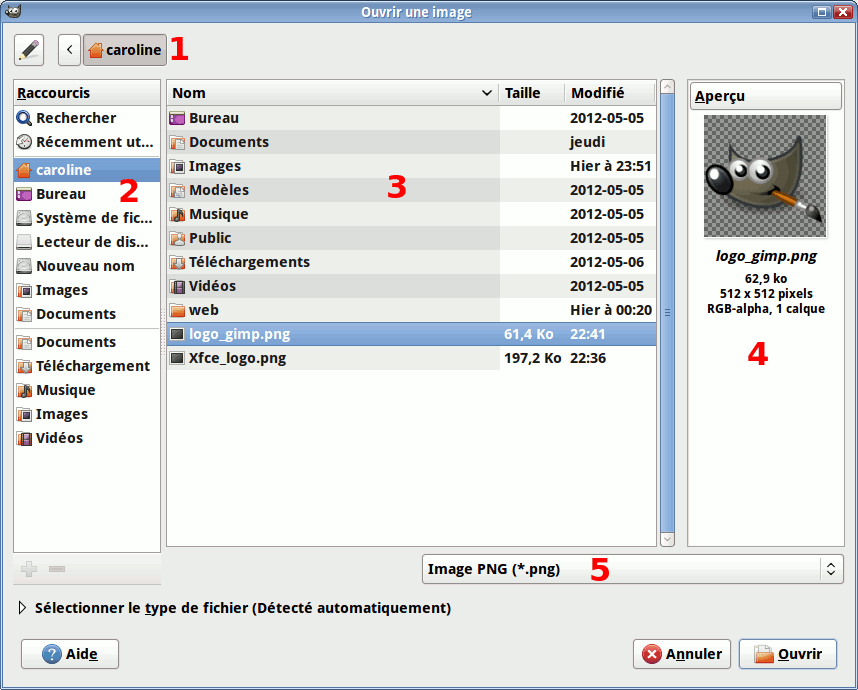 Ouvrir une image
caroline 1
Raccourcis
Rechercher
Récemment ut...
caroline
Bureau
2
Système de fic...
Lecteur de dis...
Nouveau nom
Images
Documents
Documents
Téléchargement
Musique
Images
Vidéos
Nom Taille Modifié
Bureau 2012-05-05
Documents jeudi
Images Hier à 23:51
Modèles 2012-05-05
3
Musique 2012-05-05
Public 2012-05-05
Téléchargements 2012-05-06
Vidéos 2012-05-05
web Hier à 00:20
logo_gimp.png 61,4 Ko 22:41
Xfce_logo.png 197,2 Ko 22:36
Aperçu
logo_gimp.png
62,9 ko
512 x 512 pixels
RGB-alpha, 1 calque
4
Image PNG (*.png) 5
Sélectionner le type de fichier (Détecté automatiquement)
Aide Annuler Ouvrir